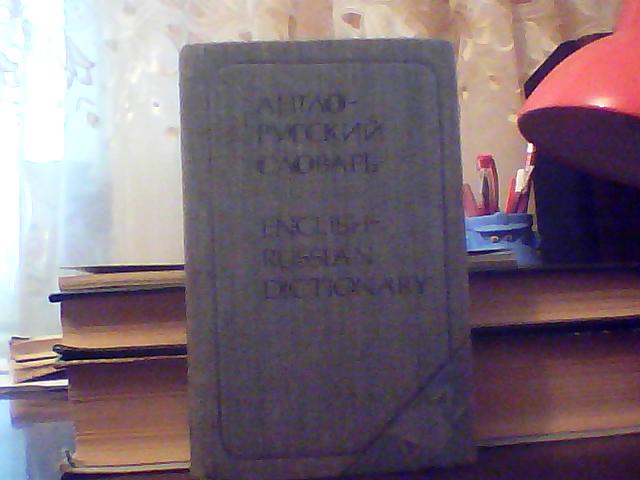 АНГЛО-
РУССКИЙ
СЛОВАРЬ
ENGLISH-
RUSSIAN
DICTIONARY